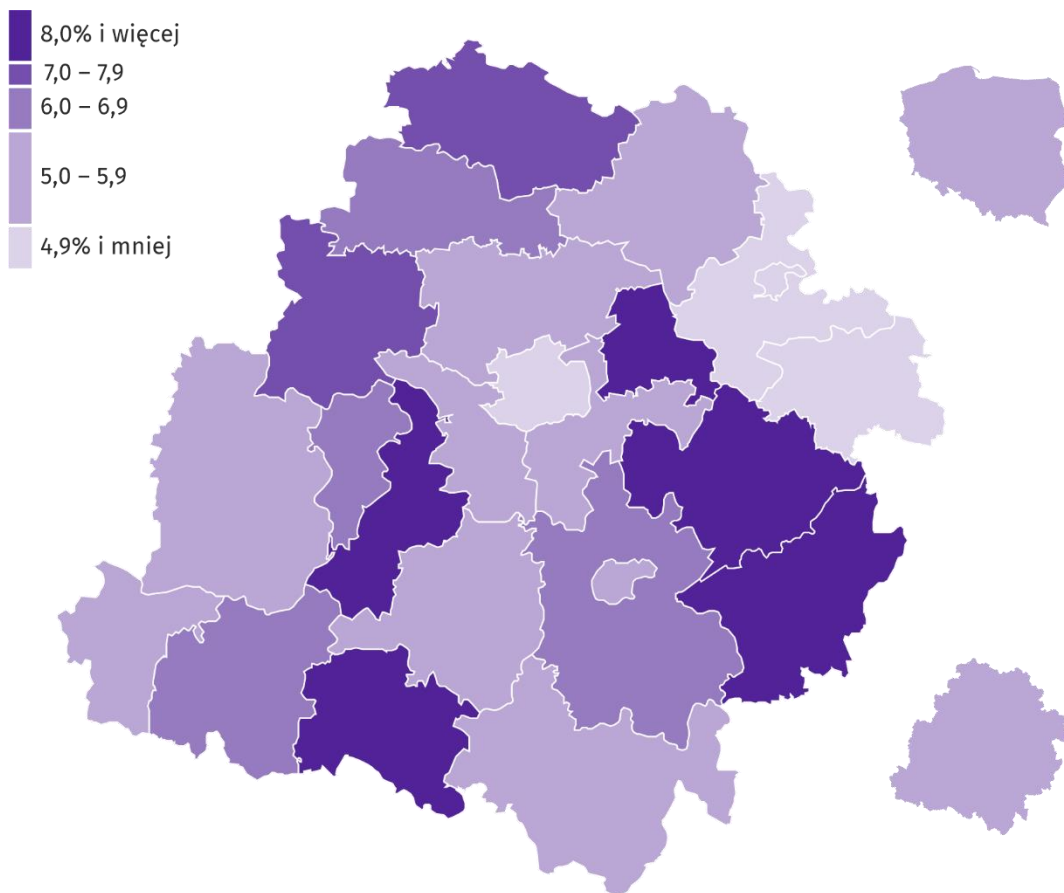 8,0% i więcej
7,0 – 7,9
6,0 – 6,9
5,0 – 5,9
4,9% i mniej